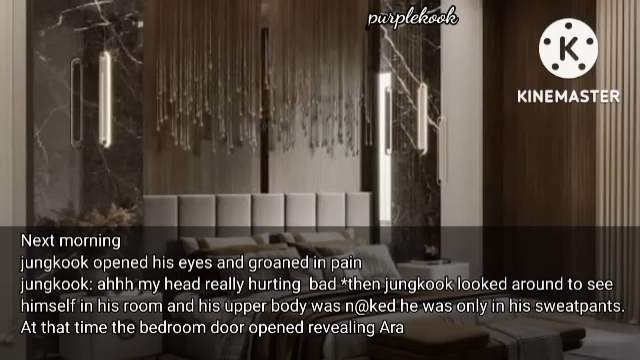 purplekook
KINEMASTER
Next morning
jungkook opened his eyes and groaned in pain
jungkook: ahhh my head really hurting bad *then jungkook looked around to see
himself in his room and his upper body was n@ked he was only in his sweatpants.
At that time the bedroom door opened revealing Ara